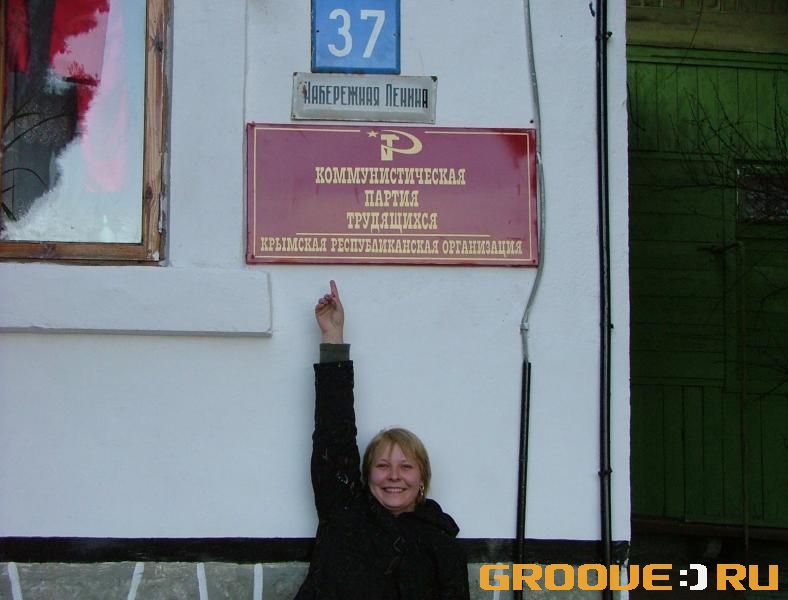 37
НАБЕРЕЖНАЯ ЛЕНИНА
КОММУНИСТИЧЕСКАЯ
ПАРТИЯ
ТРУДЯЩИХСЯ
КРЫМСКАЯ РЕСПУБЛИКАНСКАЯ ОРГАНИЗАЦИЯ
GROOVE:)RU